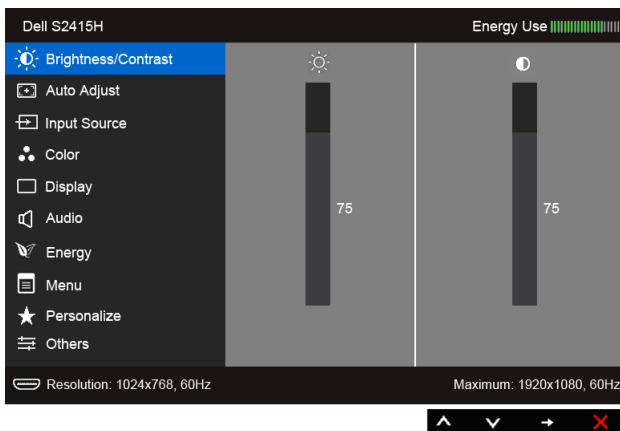 Dell S2415H Energy Use
Brightness/Contrast
Auto Adjust
Input Source
Color
Display
Audio
Energy
Menu
Personalize
Others
75 75
Resolution: 1024x768, 60Hz Maximum: 1920x1080, 60Hz